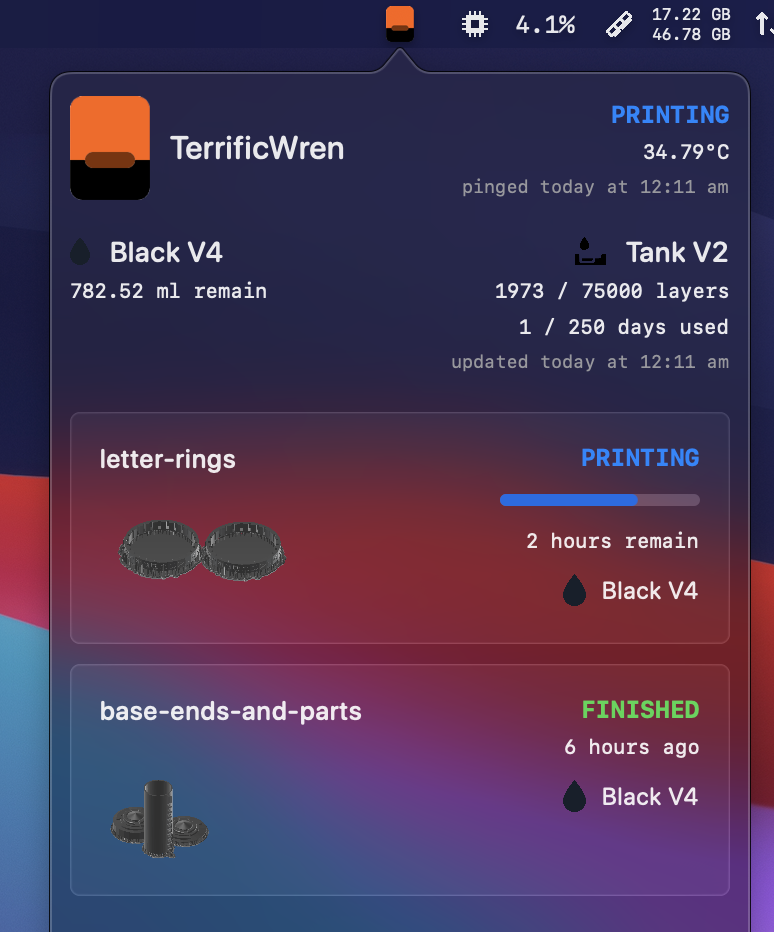 4.1%
17.22 GB
46.78 GB
TerrificWren
PRINTING
34.79°C
pinged today at 12:11 am
Black V4
782.52 ml remain
Tank V2
1973 / 75000 layers
1 / 250 days used
updated today at 12:11 am
letter-rings
PRINTING
2 hours remain
Black V4
base-ends-and-parts
FINISHED
6 hours ago
Black V4